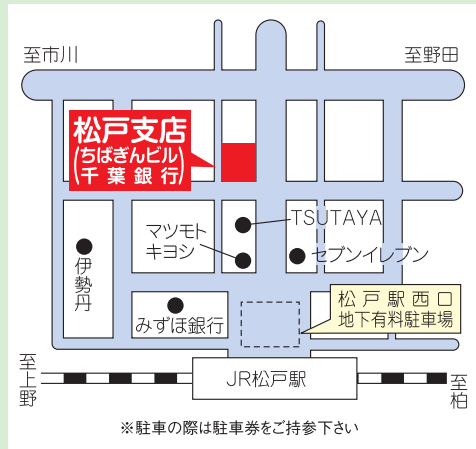 至市川
至野田
松戸支店
(ちばぎんビル)
(千葉銀行)
TSUTAYA
マツモト
キヨシ
セブンイレブン
伊勢丹
みずほ銀行
松戸駅西口
地下有料駐車場
至上野
JR松戸駅
至柏
※駐車の際は駐車券をご持参下さい